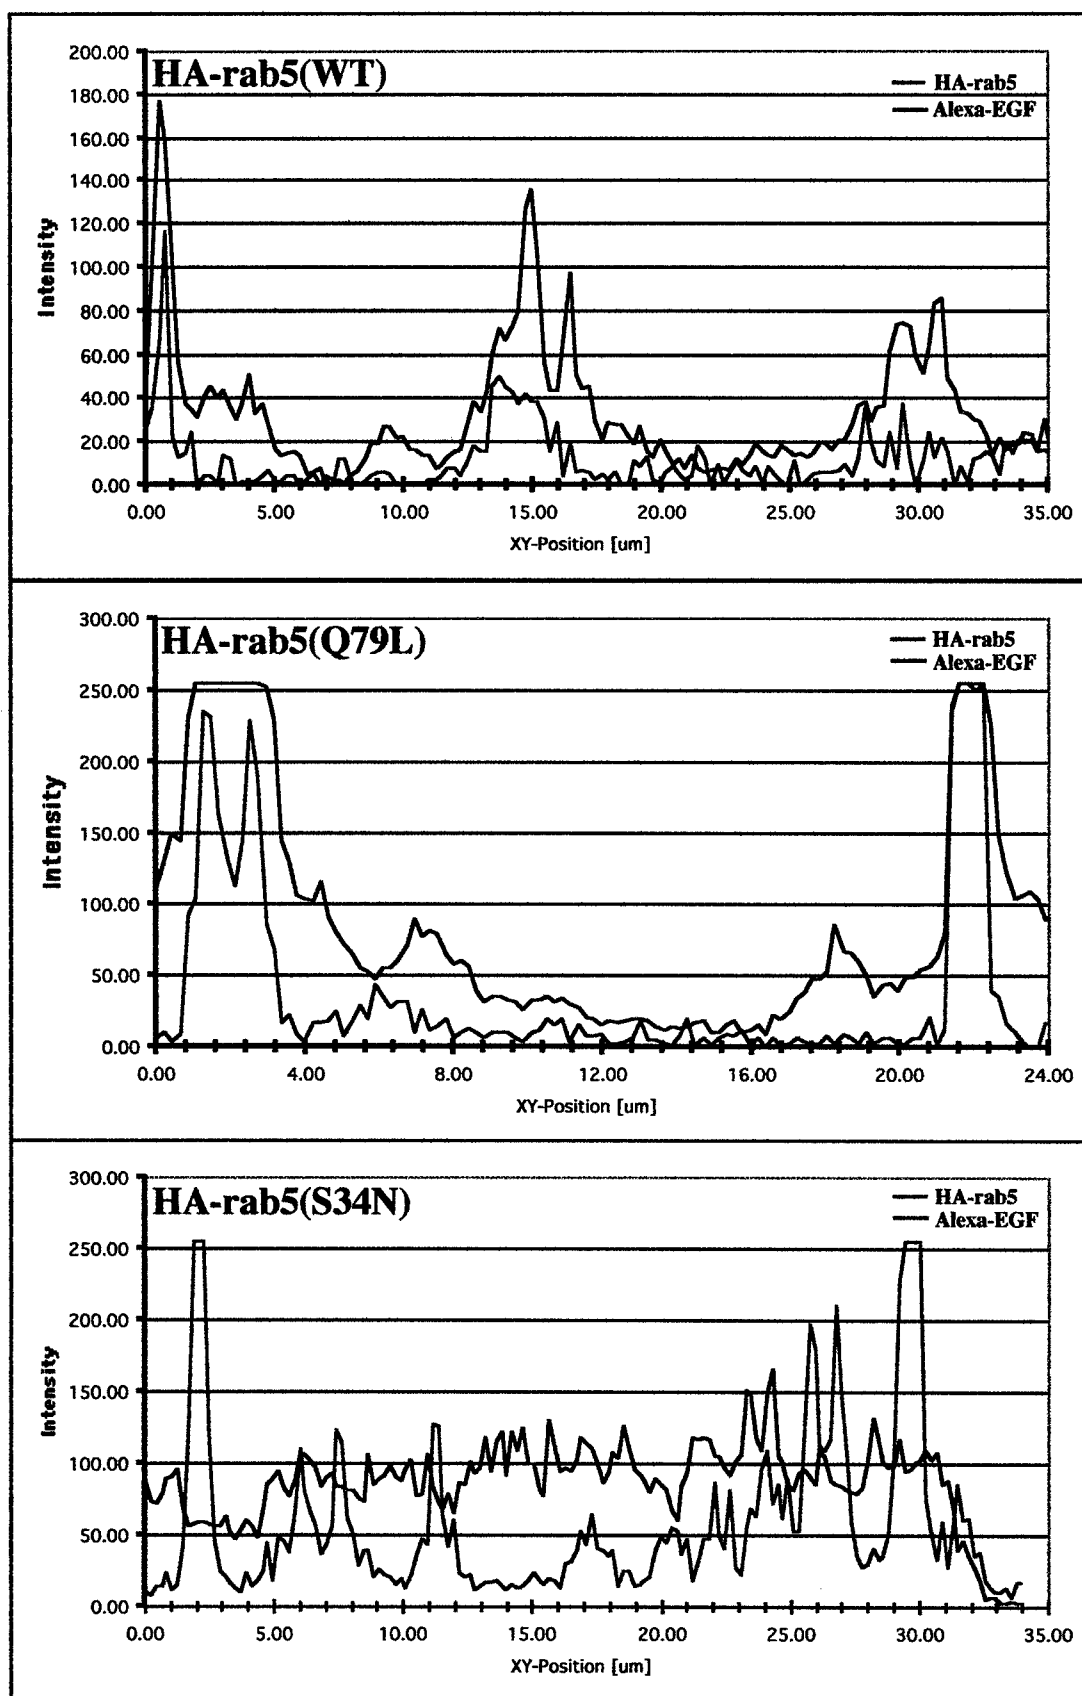 HA-rab5(WT)
HA-rab5
Alexa-EGF
Intensity
200.00
180.00
160.00
140.00
120.00
100.00
80.00
60.00
40.00
20.00
0.00
0.00 5.00 10.00 15.00 20.00 25.00 30.00 35.00
XY-Position [um]
HA-rab5(Q79L)
HA-rab5
Alexa-EGF
Intensity
300.00
250.00
200.00
150.00
100.00
50.00
0.00
0.00 4.00 8.00 12.00 16.00 20.00 24.00
XY-Position [um]
HA-rab5(S34N)
HA-rab5
Alexa-EGF
Intensity
300.00
250.00
200.00
150.00
100.00
50.00
0.00
0.00 5.00 10.00 15.00 20.00 25.00 30.00 35.00
XY-Position [um]